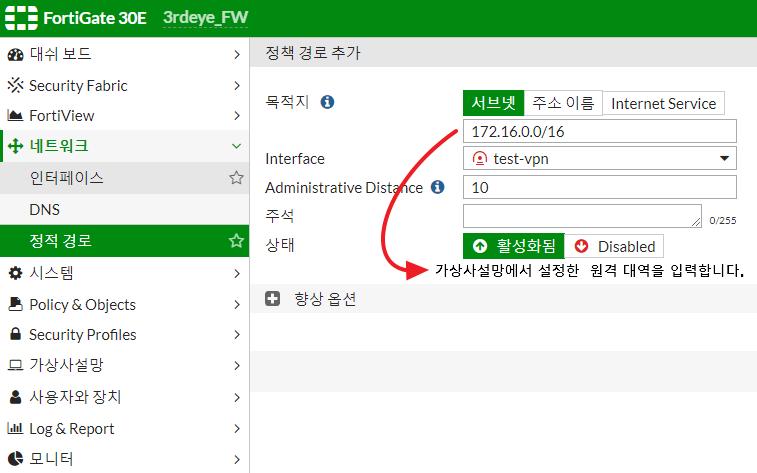 FortiGate 30E 3rdeye_FW
대쉬 보드
Security Fabric
FortiView
네트워크
인터페이스
DNS
정적 경로
시스템
Policy & Objects
Security Profiles
가상사설망
사용자와 장치
Log & Report
모니터
정책 경로 추가
목적지 서브넷 주소 이름 Internet Service
172.16.0.0/16
Interface test-vpn
Administrative Distance 10
주석 0/255
상태 활성화됨 Disabled
가상사설망에서 설정한 원격 대역을 입력합니다.
향상 옵션